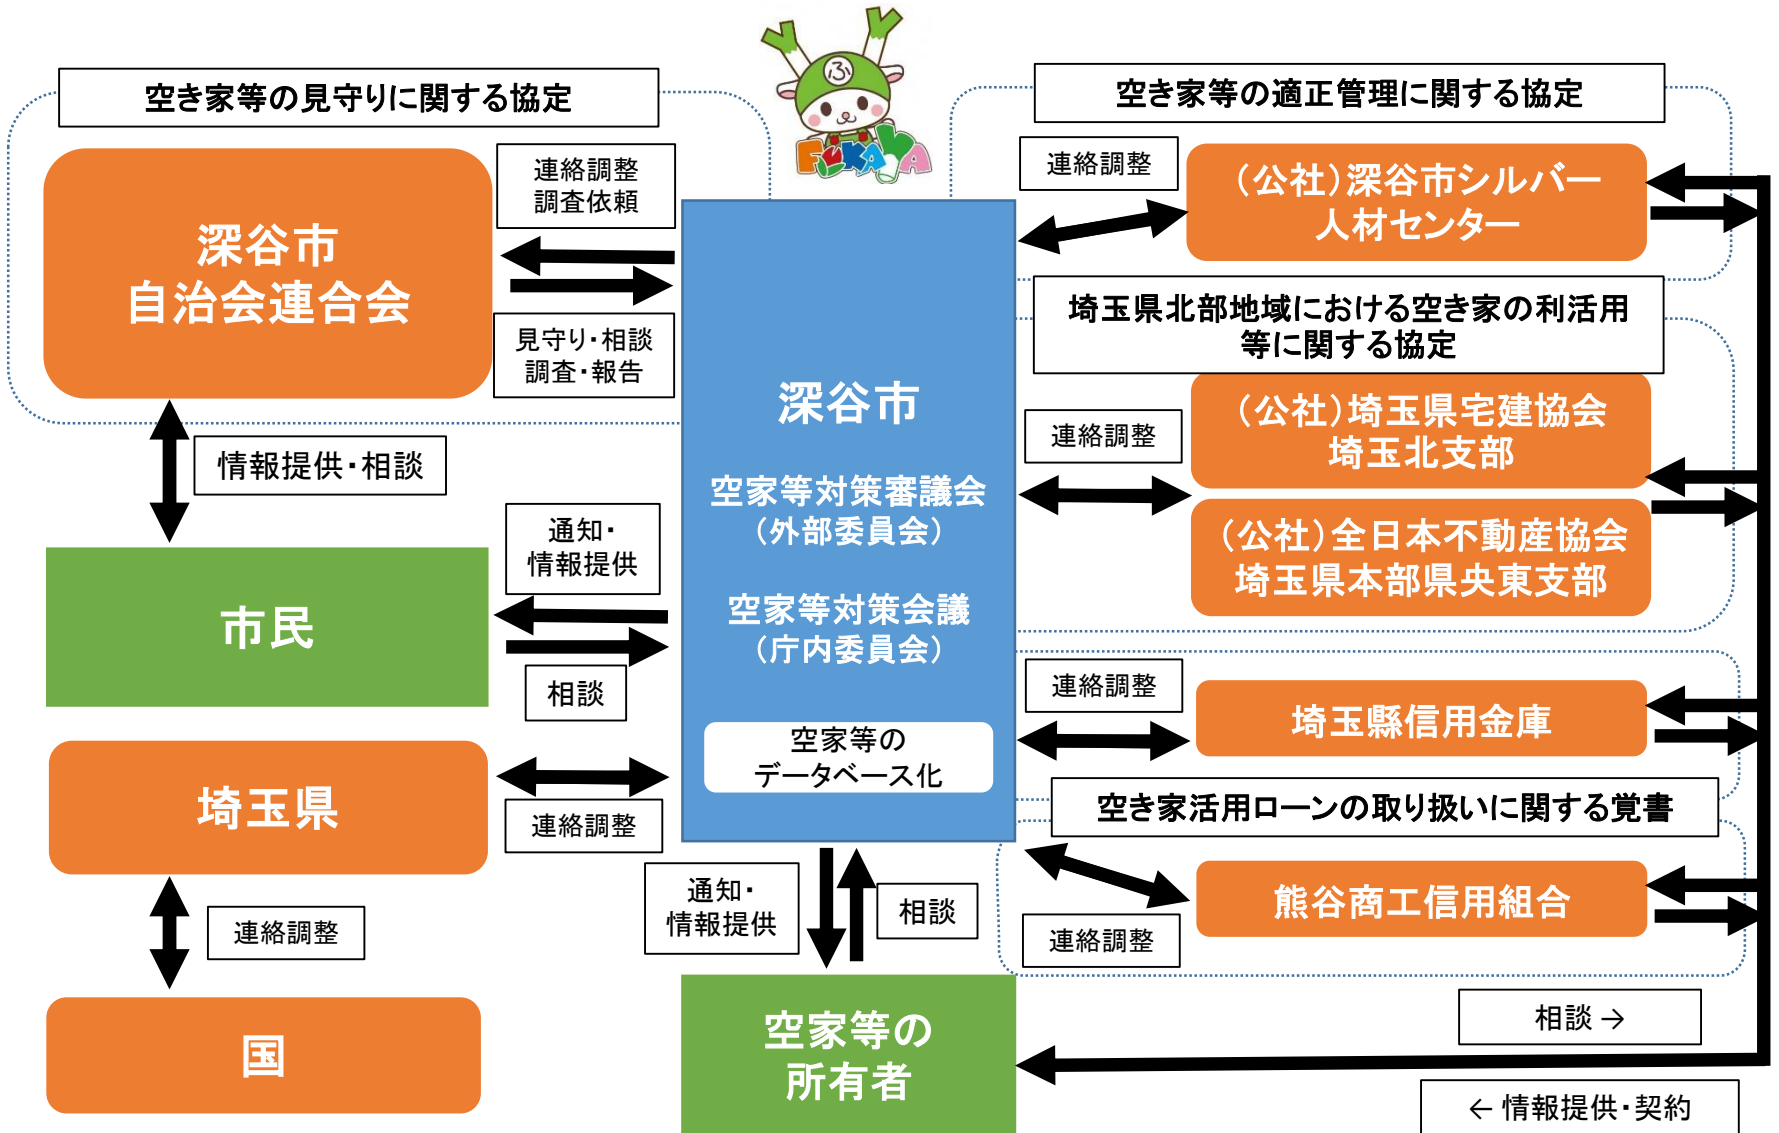 ふ
FUKAYA
空き家等の見守りに関する協定
空き家等の適正管理に関する協定
深谷市
自治会連合会
連絡調整
調査依頼
見守り・相談
調査・報告
情報提供・相談
市民
通知・
情報提供
相談
埼玉県
連絡調整
連絡調整
国
深谷市
空家等対策審議会
（外部委員会）
空家等対策会議
（庁内委員会）
空家等の
データベース化
通知・
情報提供
相談
空家等の
所有者
連絡調整
（公社）深谷市シルバー
人材センター
埼玉県北部地域における空き家の利活用
等に関する協定
連絡調整
（公社）埼玉県宅建協会
埼玉北支部
（公社）全日本不動産協会
埼玉県本部県央東支部
連絡調整
埼玉縣信用金庫
空き家活用ローンの取り扱いに関する覚書
熊谷商工信用組合
連絡調整
相談 →
← 情報提供・契約